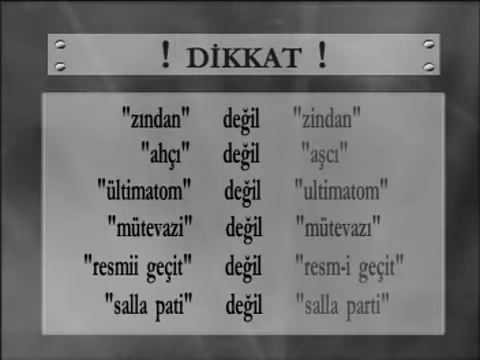 ! DİKKAT !
"zından" değil "zindan"
"ahçı" değil "aşcı"
"ültimatom" değil "ultimatom"
"mütevazi" değil "mütevazı"
"resmii geçit" değil "resm-i geçit"
"salla pati" değil "salla parti"